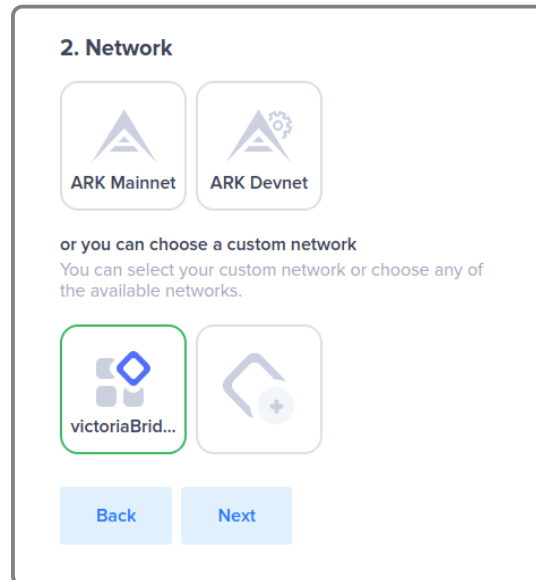 2. Network
ARK Mainnet
ARK Devnet
or you can choose a custom network
You can select your custom network or choose any of
the available networks.
victoriaBrid...
Back
Next